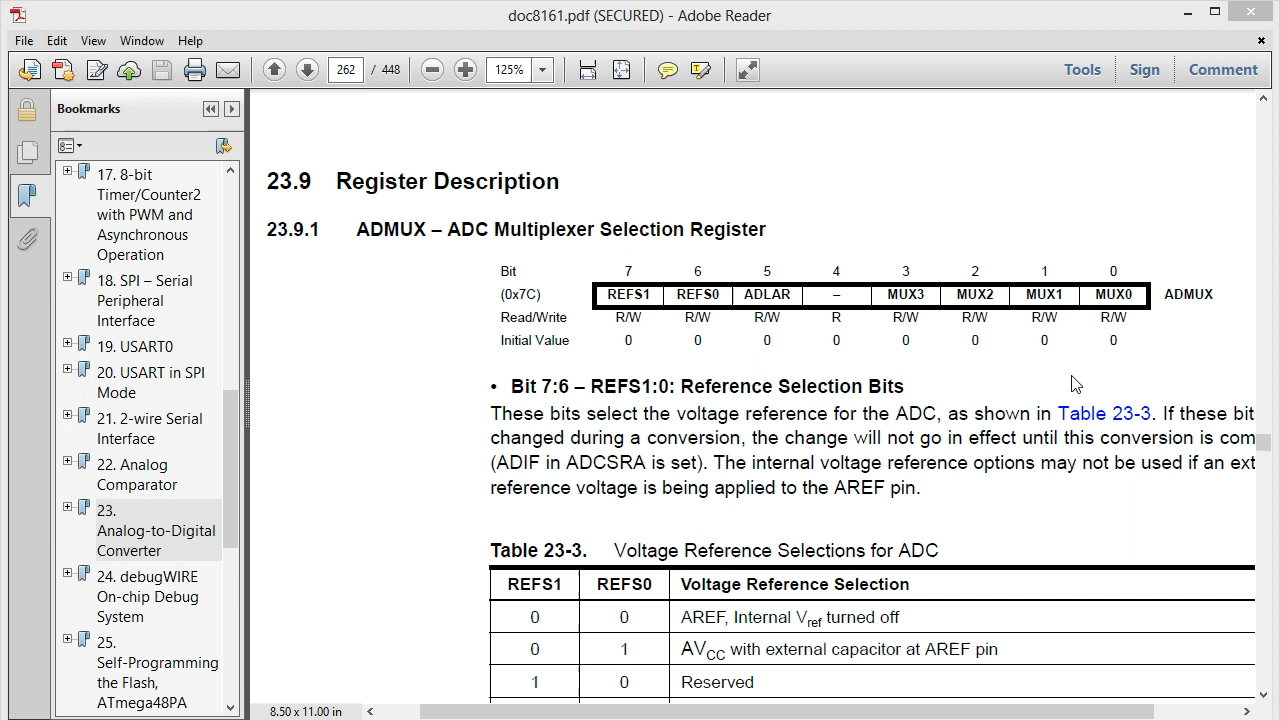 doc8161.pdf (SECURED) - Adobe Reader
File Edit View Window Help
262 / 448 125% Tools Sign Comment
Bookmarks
17. 8-bit
Timer/Counter2
with PWM and
Asynchronous
Operation
18. SPI – Serial
Peripheral
Interface
19. USART0
20. USART in SPI
Mode
21. 2-wire Serial
Interface
22. Analog
Comparator
23.
Analog-to-Digital
Converter
24. debugWIRE
On-chip Debug
System
25.
Self-Programming
the Flash,
ATmega48PA
23.9 Register Description
23.9.1 ADMUX – ADC Multiplexer Selection Register
Bit 7 6 5 4 3 2 1 0
(0x7C) REFS1 REFS0 ADLAR – MUX3 MUX2 MUX1 MUX0 ADMUX
Read/Write R/W R/W R/W R R/W R/W R/W R/W
Initial Value 0 0 0 0 0 0 0 0
• Bit 7:6 – REFS1:0: Reference Selection Bits
These bits select the voltage reference for the ADC, as shown in Table 23-3. If these bit
changed during a conversion, the change will not go in effect until this conversion is com
(ADIF in ADCSRA is set). The internal voltage reference options may not be used if an ext
reference voltage is being applied to the AREF pin.
Table 23-3. Voltage Reference Selections for ADC
REFS1 REFS0 Voltage Reference Selection
0 0 AREF, Internal Vref turned off
0 1 AVCC with external capacitor at AREF pin
1 0 Reserved
8.50 x 11.00 in